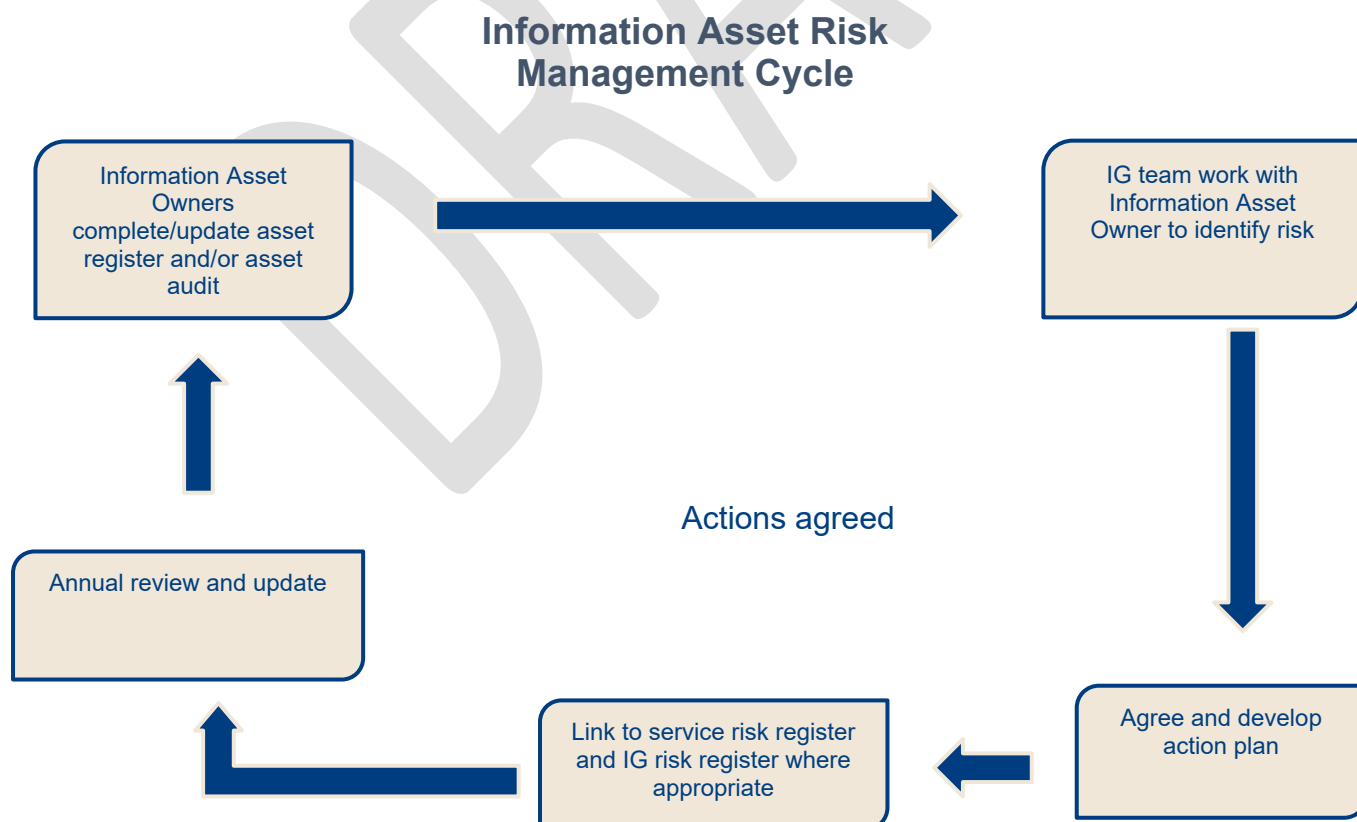 Information Asset Risk
Management Cycle
Information Asset
Owners
complete/update asset
register and/or asset
audit
IG team work with
Information Asset
Owner to identify risk
Actions agreed
Annual review and update
Link to service risk register
and IG risk register where
appropriate
Agree and develop
action plan
DRA